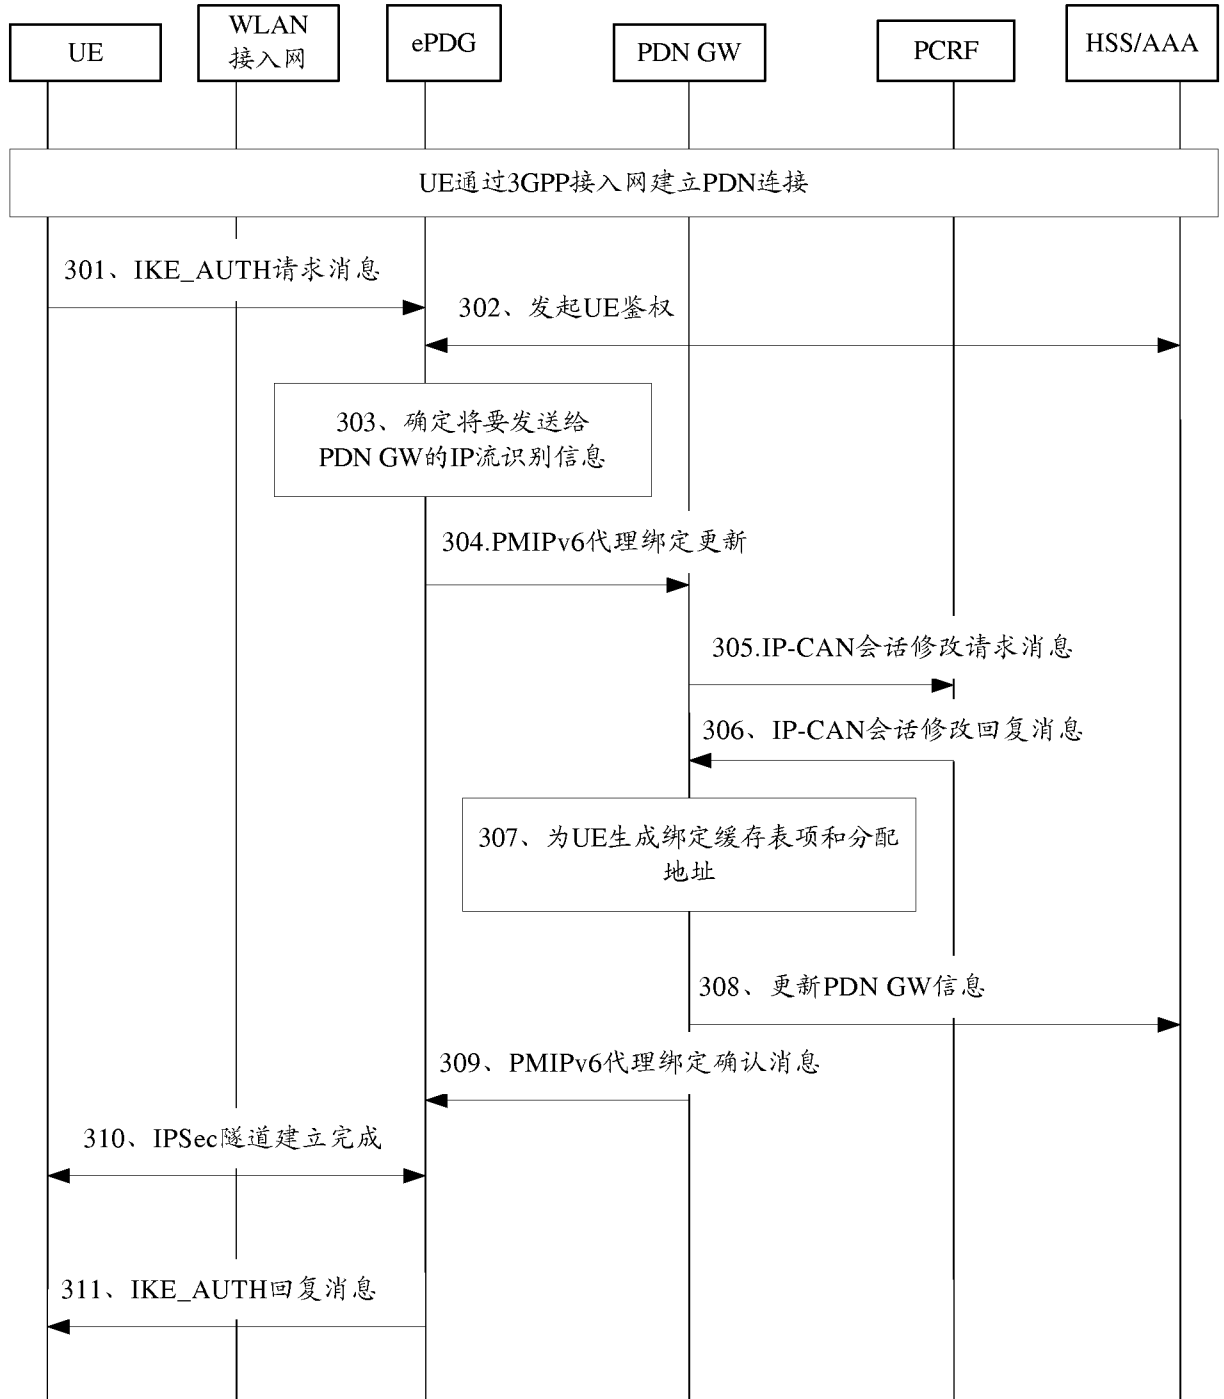 UE
WLAN
接入网
ePDG
PDN GW
PCRF
HSS/AAA
UE通过3GPP接入网建立PDN连接
301、IKE_AUTH请求消息
302、发起UE鉴权
303、确定将要发送给
PDN GW的IP流识别信息
304.PMIPv6代理绑定更新
305.IP-CAN会话修改请求消息
306、IP-CAN会话修改回复消息
307、为UE生成绑定缓存表项和分配
地址
308、更新PDN GW信息
309、PMIPv6代理绑定确认消息
310、IPSec隧道建立完成
311、IKE_AUTH回复消息